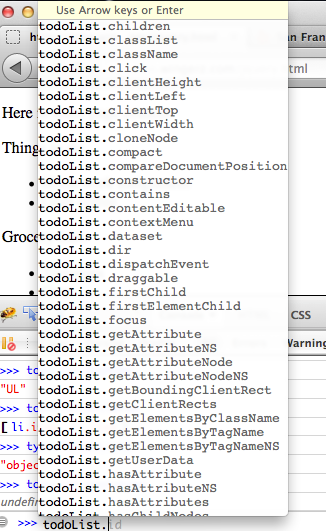 Use Arrow keys or Enter
todoList.children
todoList.classList
todoList.className
todoList.click
todoList.clientHeight
todoList.clientLeft
todoList.clientTop
todoList.clientWidth
todoList.cloneNode
todoList.compact
todoList.compareDocumentPosition
todoList.constructor
todoList.contains
todoList.contentEditable
todoList.contextMenu
todoList.dataset
todoList.dir
todoList.dispatchEvent
todoList.draggable
todoList.firstChild
todoList.firstElementChild
todoList.focus
todoList.getAttribute
todoList.getAttributeNS
todoList.getAttributeNode
todoList.getAttributeNodeNS
todoList.getBoundingClientRect
todoList.getClientRects
todoList.getElementsByClassName
todoList.getElementsByTagName
todoList.getElementsByTagNameNS
todoList.getUserData
todoList.hasAttribute
todoList.hasAttributeNS
todoList.hasAttributes
todoList.hasChildNodes
h
an Fran
html
Here
Thing
Groce
CSS
Warning
>>> to
"UL"
>>> to
[ li.i
>>> ty
"objec
>>> to
undefin
>>> todoList.